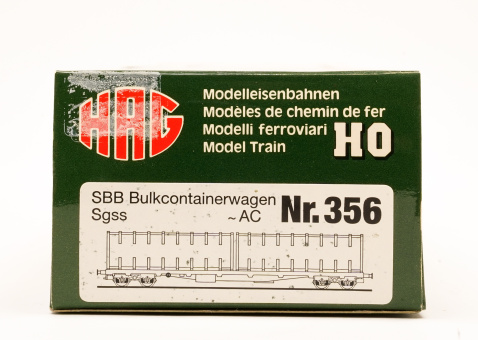 HAG
Modelleisenbahnen
Modèles de chemin de fer
Modelli ferroviari
Model Train
HO
SBB Bulkcontainerwagen
Sgss ~ AC Nr. 356